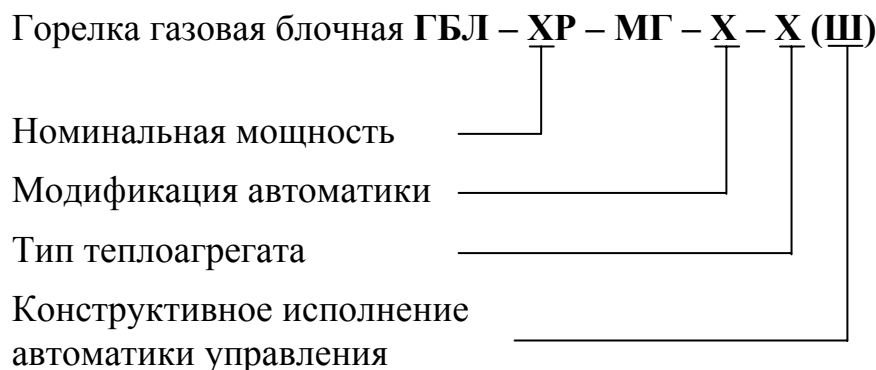 Горелка газовая блочная ГБЛ – ХР – МГ – Х – Х (Ш)
Номинальная мощность
Модификация автоматики
Тип теплоагрегата
Конструктивное исполнение
автоматики управления